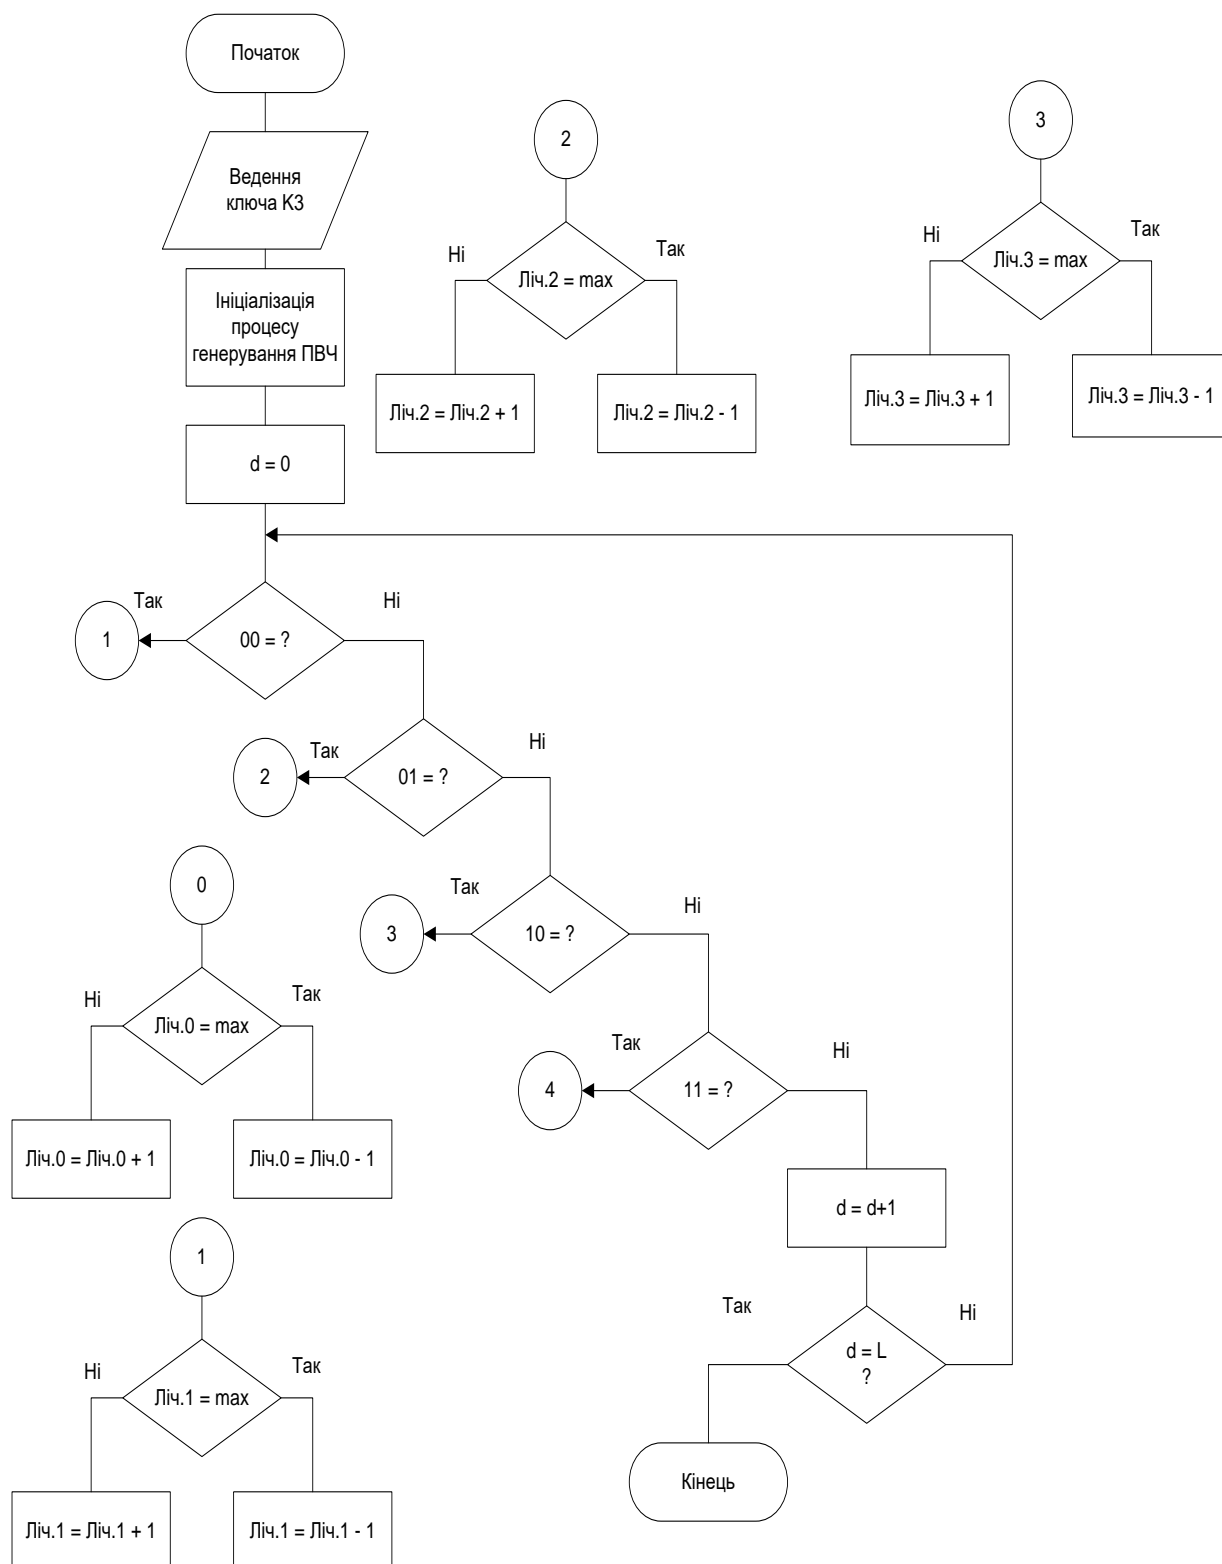 Початок
Ведення
ключа K3
Ініціалізація
процесу
генерування ПВЧ
d = 0
2
Ні
Так
Ліч.2 = max
Ліч.2 = Ліч.2 + 1
Ліч.2 = Ліч.2 - 1
3
Ні
Так
Ліч.3 = max
Ліч.3 = Ліч.3 + 1
Ліч.3 = Ліч.3 - 1
Так
Ні
1
00 = ?
Так
Ні
2
01 = ?
Так
Ні
3
10 = ?
Так
Ні
4
11 = ?
d = d+1
Так
Ні
d = L
?
Кінець
0
Ні
Так
Ліч.0 = max
Ліч.0 = Ліч.0 + 1
Ліч.0 = Ліч.0 - 1
1
Ні
Так
Ліч.1 = max
Ліч.1 = Ліч.1 + 1
Ліч.1 = Ліч.1 - 1